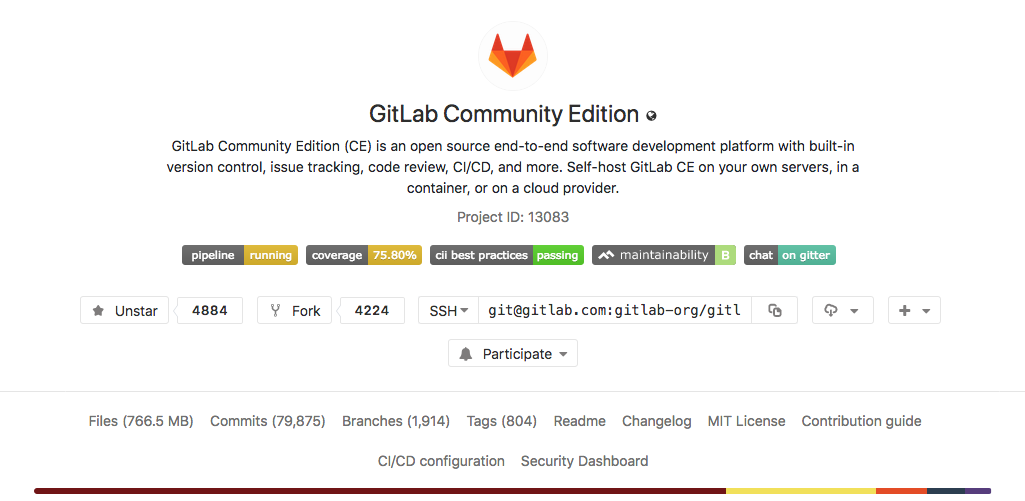 GitLab Community Edition
GitLab Community Edition (CE) is an open source end-to-end software development platform with built-in
version control, issue tracking, code review, CI/CD, and more. Self-host GitLab CE on your own servers, in a
container, or on a cloud provider.
Project ID: 13083
pipeline running coverage 75.80% cii best practices passing maintainability B chat on gitter
Unstar 4884 Fork 4224 SSH git@gitlab.com:gitlab-org/gitl
Participate
Files (766.5 MB) Commits (79,875) Branches (1,914) Tags (804) Readme Changelog MIT License Contribution guide
CI/CD configuration Security Dashboard